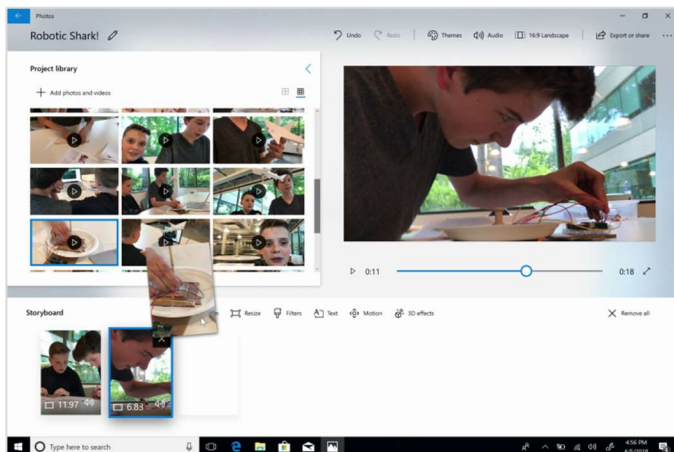 Photos
Robotic Shark!
Undo Redo Themes Audio 16:9 Landscape Export or share
Project library
Add photos and videos
0:11 0:18
Storyboard
Resize Filters Text Motion 3D effects
Remove all
11.97
6.83
Type here to search
4:56 PM